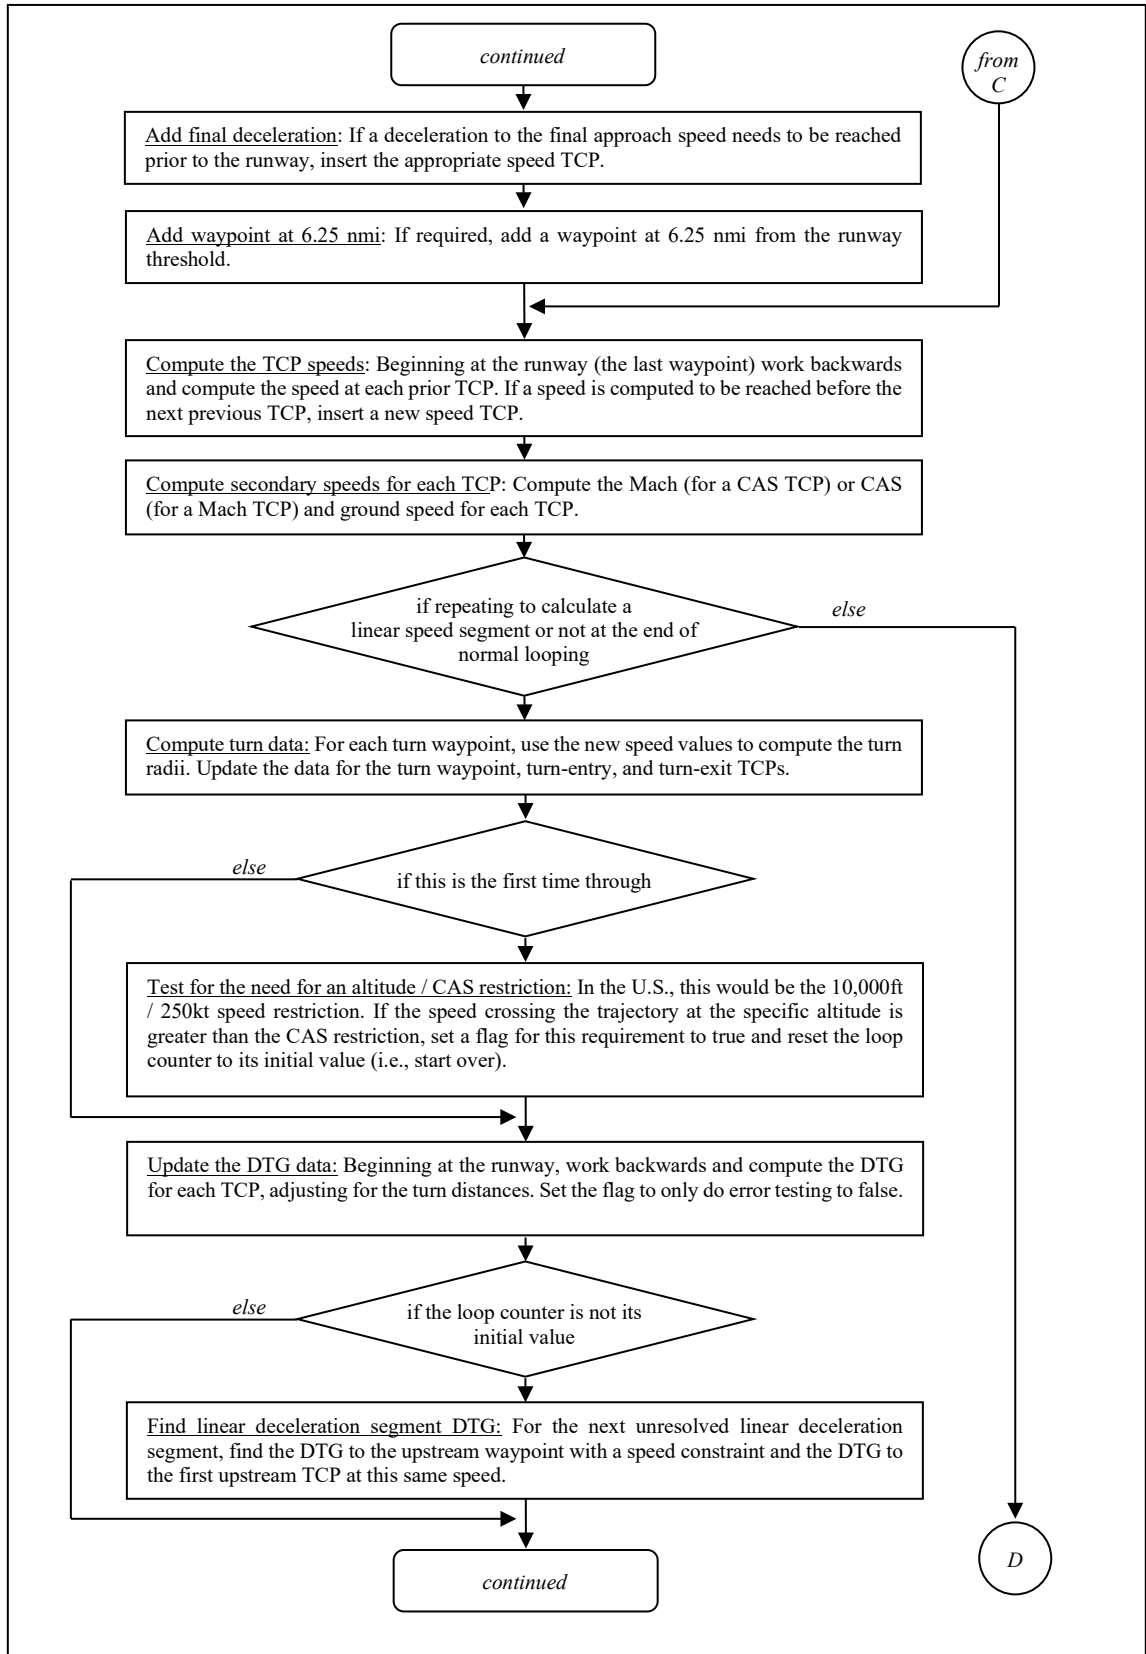 continued
from
C
Add final deceleration: If a deceleration to the final approach speed needs to be reached
prior to the runway, insert the appropriate speed TCP.
Add waypoint at 6.25 nmi: If required, add a waypoint at 6.25 nmi from the runway
threshold.
Compute the TCP speeds: Beginning at the runway (the last waypoint) work backwards
and compute the speed at each prior TCP. If a speed is computed to be reached before the
next previous TCP, insert a new speed TCP.
Compute secondary speeds for each TCP: Compute the Mach (for a CAS TCP) or CAS
(for a Mach TCP) and ground speed for each TCP.
if repeating to calculate a
linear speed segment or not at the end of
normal looping
else
Compute turn data: For each turn waypoint, use the new speed values to compute the turn
radii. Update the data for the turn waypoint, turn-entry, and turn-exit TCPs.
else
if this is the first time through
Test for the need for an altitude / CAS restriction: In the U.S., this would be the 10,000ft
/ 250kt speed restriction. If the speed crossing the trajectory at the specific altitude is
greater than the CAS restriction, set a flag for this requirement to true and reset the loop
counter to its initial value (i.e., start over).
Update the DTG data: Beginning at the runway, work backwards and compute the DTG
for each TCP, adjusting for the turn distances. Set the flag to only do error testing to false.
else
if the loop counter is not its
initial value
Find linear deceleration segment DTG: For the next unresolved linear deceleration
segment, find the DTG to the upstream waypoint with a speed constraint and the DTG to
the first upstream TCP at this same speed.
continued
D